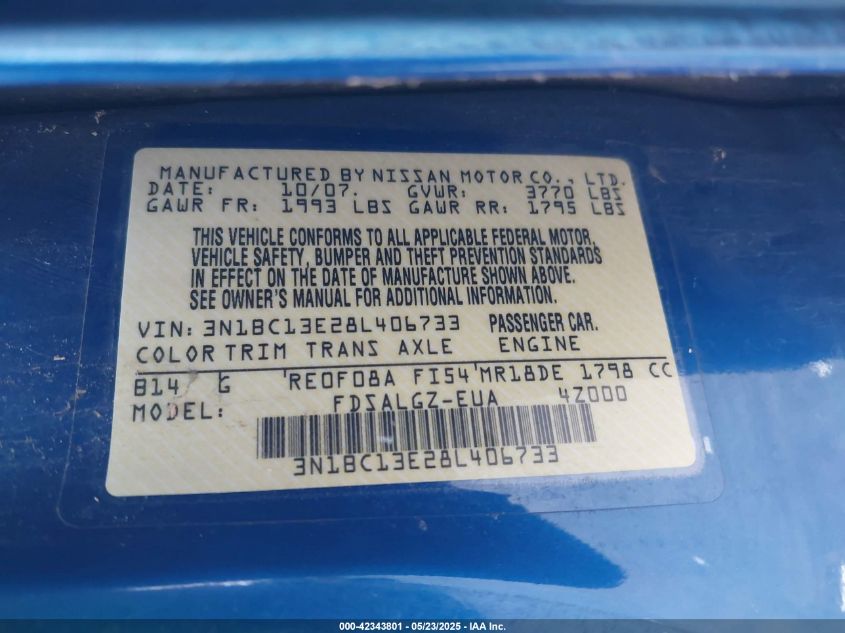 MANUFACTURED BY NISSAN MOTOR CO., LTD.
DATE: 10/07. GVWR: 3770 LBS
GAWR FR: 1993 LBS GAWR RR: 1795 LBS
THIS VEHICLE CONFORMS TO ALL APPLICABLE FEDERAL MOTOR
VEHICLE SAFETY, BUMPER AND THEFT PREVENTION STANDARDS
IN EFFECT ON THE DATE OF MANUFACTURE SHOWN ABOVE.
SEE OWNER'S MANUAL FOR ADDITIONAL INFORMATION.
VIN: 3N1BC13E28L406733 PASSENGER CAR.
COLOR TRIM TRANS AXLE ENGINE
B14 G RE0F08A FI54 MR18DE 1798 CC
MODEL: FDSALGZ-EUA 4Z000
3N1BC13E28L406733
000-42343801 - 05/23/2025 - IAA Inc.